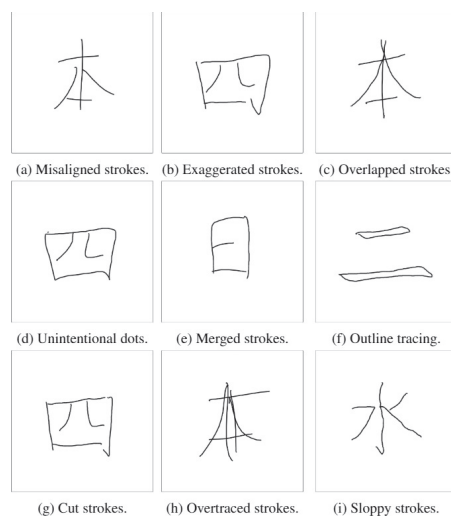 本 四 本
(a) Misaligned strokes. (b) Exaggerated strokes. (c) Overlapped strokes
四 日 二
(d) Unintentional dots. (e) Merged strokes. (f) Outline tracing.
四 本 水
(g) Cut strokes. (h) Overtraced strokes. (i) Sloppy strokes.